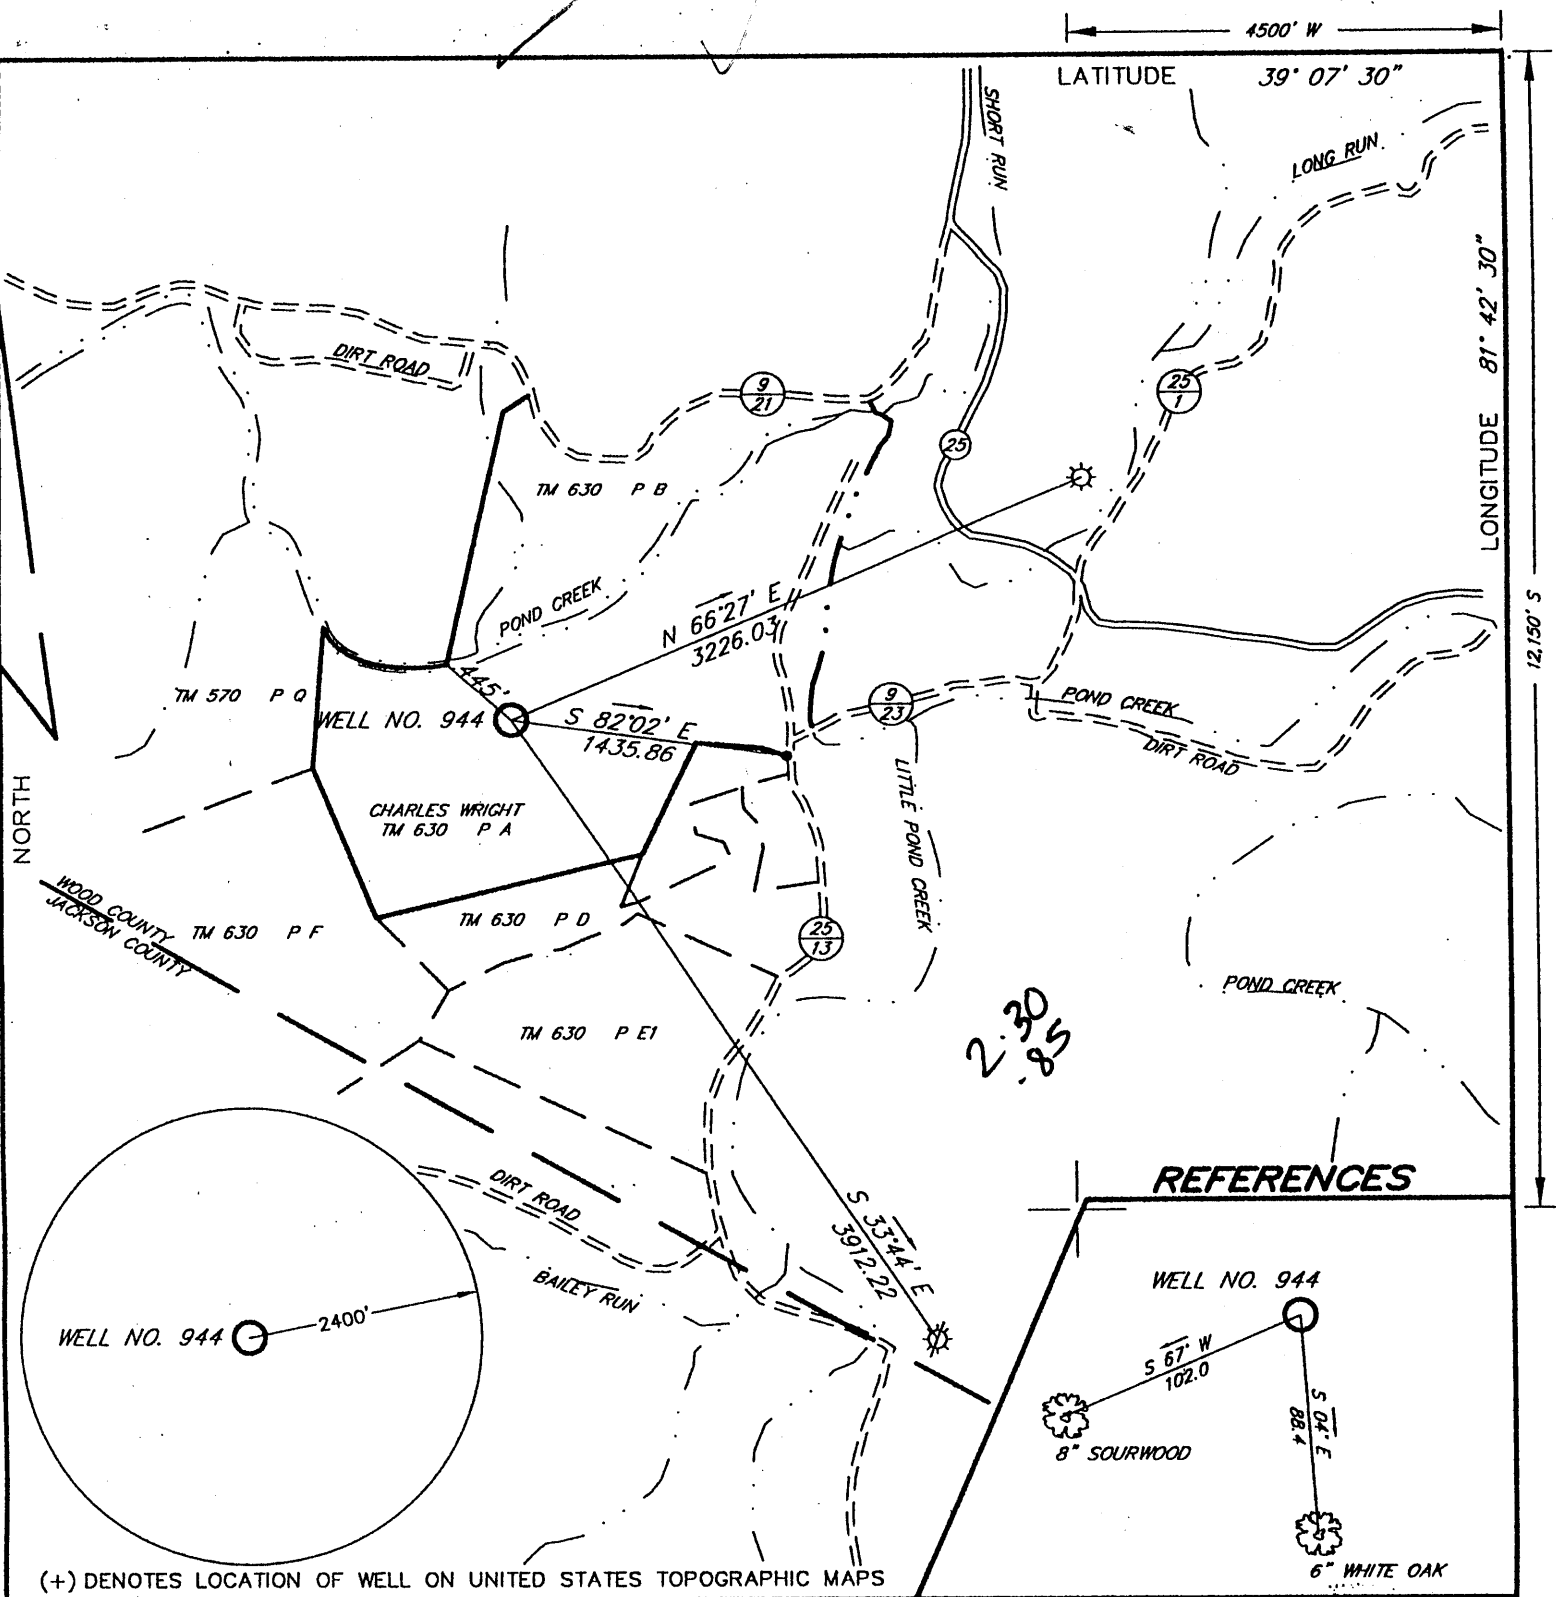 4500' W
LATITUDE 39° 07' 30"
SHORT RUN
LONG RUN
LONGITUDE 81° 42' 30"
12,150' S
DIRT ROAD
9
21
25
1
25
TM 630 P B
POND CREEK
N 66°27' E
3226.03
445'
TM 570 P Q
WELL NO. 944
S 82°02' E
1435.86
9
23
POND CREEK
DIRT ROAD
LITTLE POND CREEK
NORTH
CHARLES WRIGHT
TM 630 P A
WOOD COUNTY
JACKSON COUNTY
TM 630 P F
TM 630 P D
25
13
POND CREEK
TM 630 P E1
2.30
.85
DIRT ROAD
BAILEY RUN
S 33°44' E
3912.22
WELL NO. 944
2400'
REFERENCES
WELL NO. 944
S 67° W
102.0
S 04° E
88.4
8" SOURWOOD
6" WHITE OAK
(+) DENOTES LOCATION OF WELL ON UNITED STATES TOPOGRAPHIC MAPS